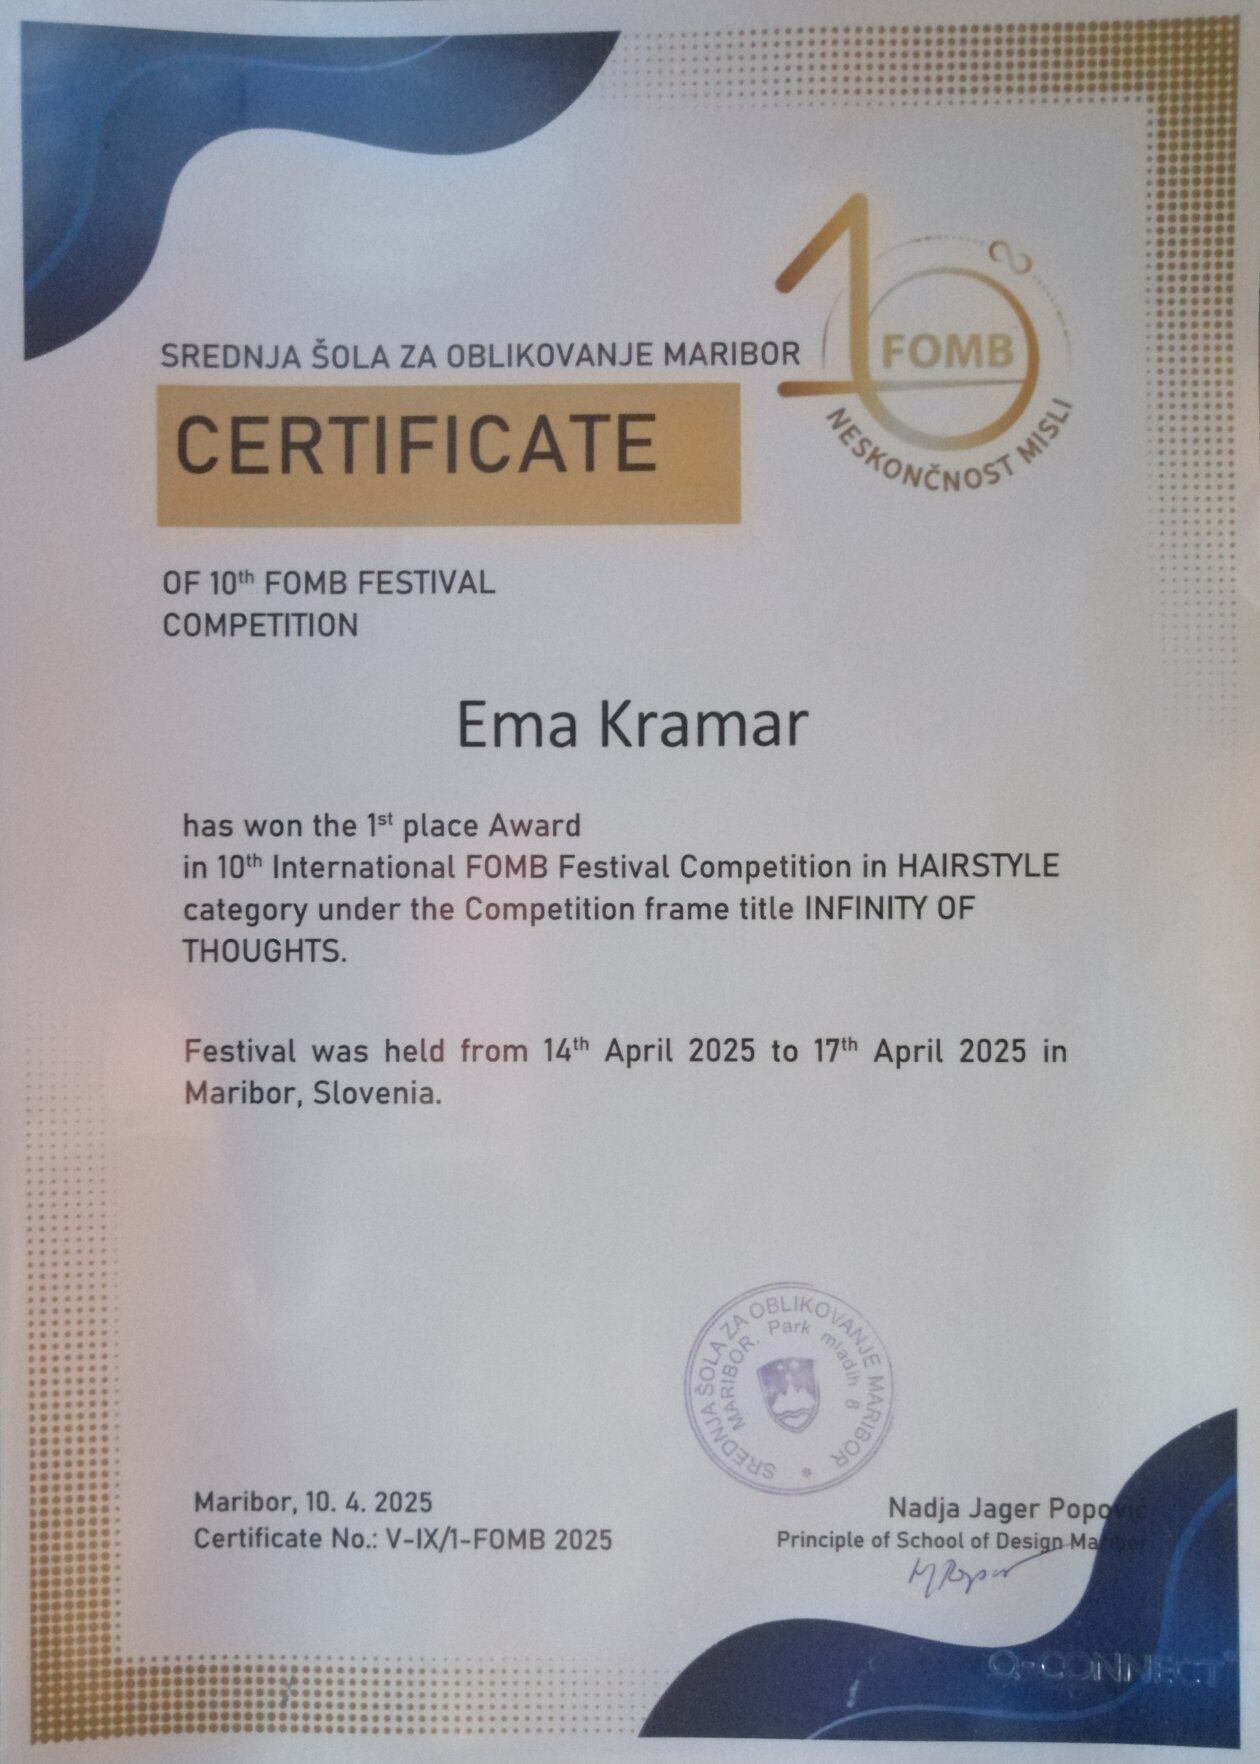 SREDNJA ŠOLA ZA OBLIKOVANJE MARIBOR
10
FOMB
NESKONČNOST MISLI
CERTIFICATE
OF 10th FOMB FESTIVAL
COMPETITION
Ema Kramar
has won the 1st place Award
in 10th International FOMB Festival Competition in HAIRSTYLE
category under the Competition frame title INFINITY OF
THOUGHTS.
Festival was held from 14th April 2025 to 17th April 2025 in
Maribor, Slovenia.
SREDNJA ŠOLA ZA OBLIKOVANJE MARIBOR *
MARIBOR, Park mladih 8
Maribor, 10. 4. 2025
Certificate No.: V-IX/1-FOMB 2025
Nadja Jager Popovič
Principle of School of Design Maribor
Q-CONNECT